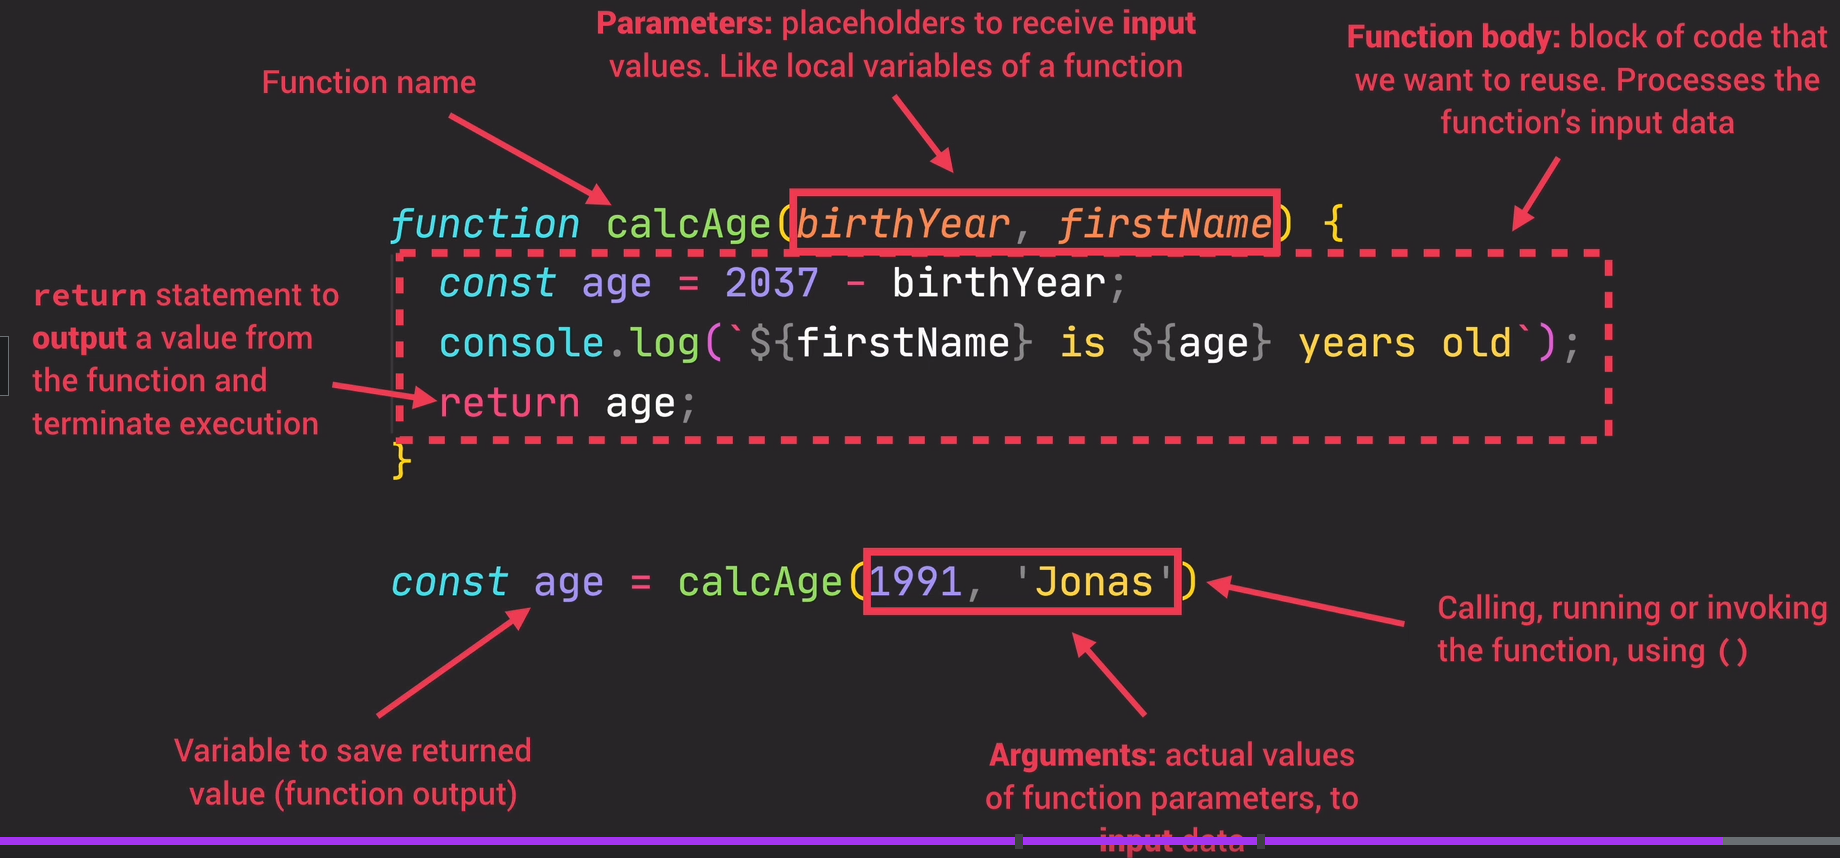 Parameters: placeholders to receive input
values. Like local variables of a function
Function body: block of code that
we want to reuse. Processes the
function's input data
Function name
function calcAge(birthYear, firstName) {
const age = 2037 - birthYear;
console.log(`${firstName} is ${age} years old`);
return age;
}
return statement to
output a value from
the function and
terminate execution
const age = calcAge(1991, 'Jonas')
Calling, running or invoking
the function, using ()
Variable to save returned
value (function output)
Arguments: actual values
of function parameters, to
input data